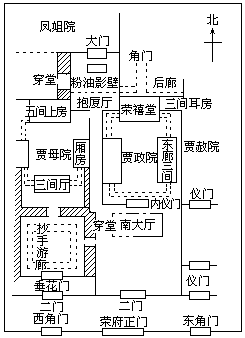 凤姐院
北
大门
角门
穿堂
粉油影壁
后廊
抱厦厅
五间上房
荣禧堂
三间耳房
贾母院
厢房
贾政院
东廊三间
贾赦院
三间厅
内仪门
仪门
抄手游廊
穿堂
南大厅
垂花门
仪门
二门
二门
西角门
荣府正门
东角门